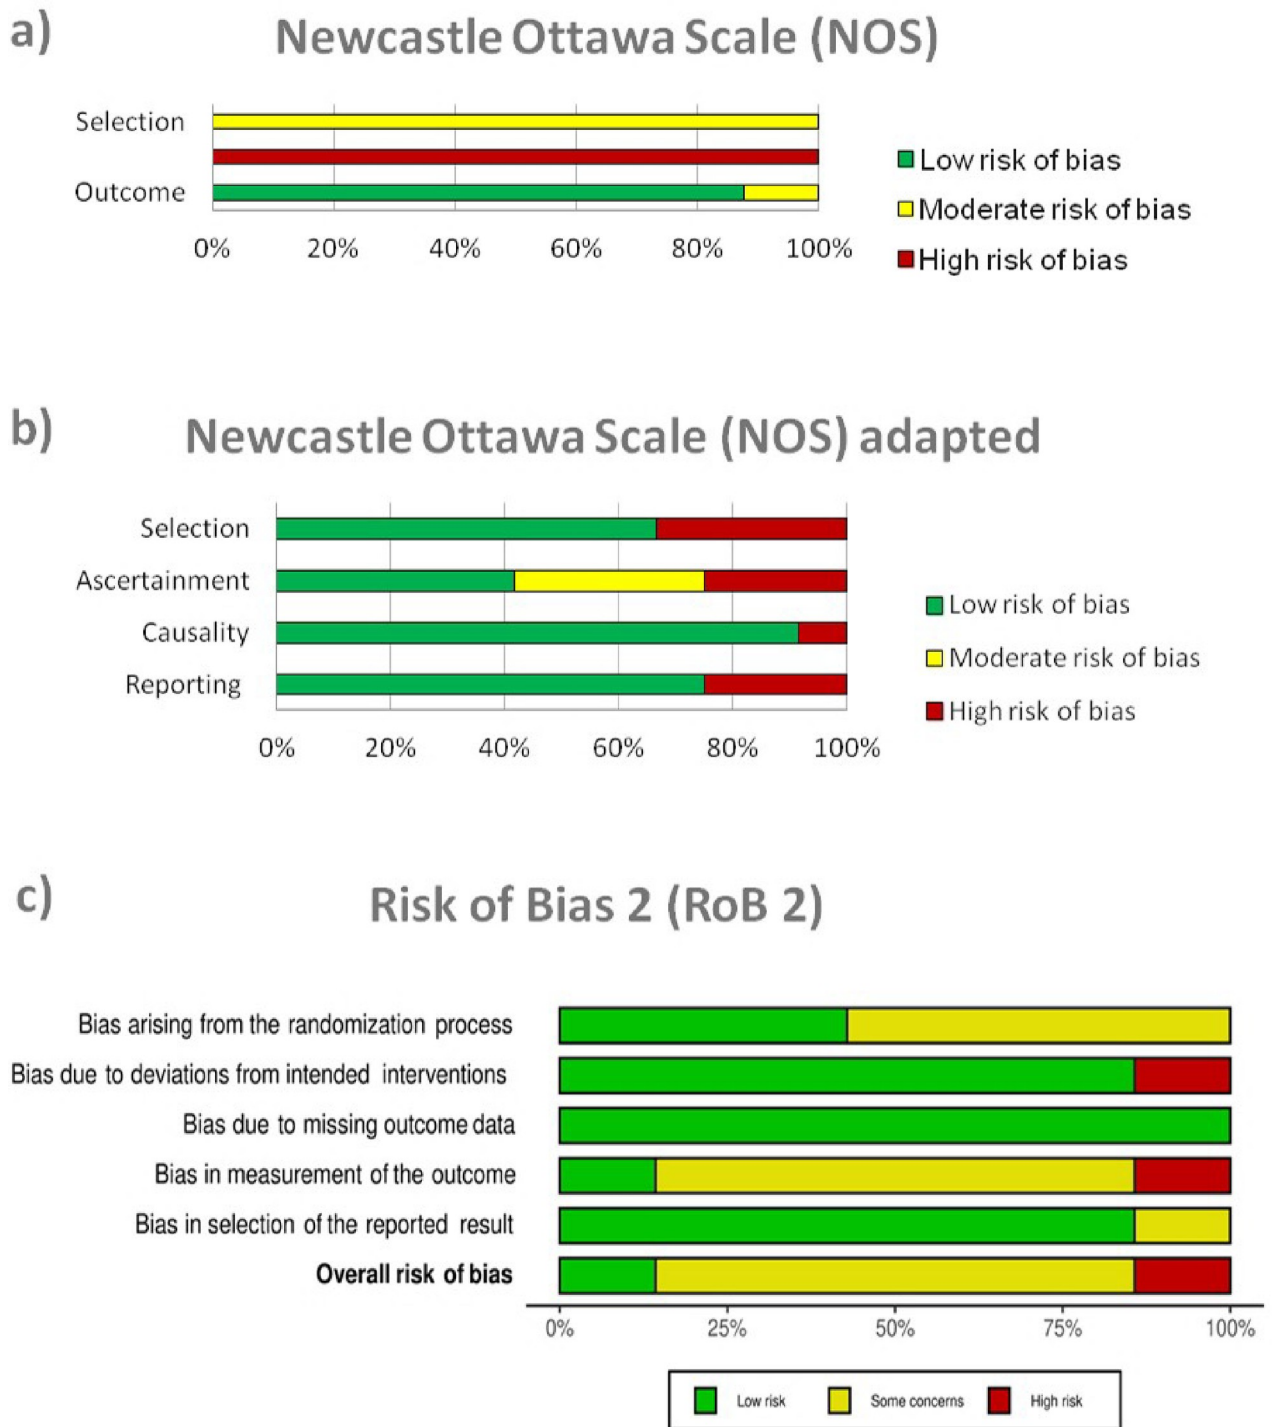 a)
Newcastle Ottawa Scale (NOS)
Selection
Outcome
0% 20% 40% 60% 80% 100%
Low risk of bias
Moderate risk of bias
High risk of bias
b)
Newcastle Ottawa Scale (NOS) adapted
Selection
Ascertainment
Causality
Reporting
0% 20% 40% 60% 80% 100%
Low risk of bias
Moderate risk of bias
High risk of bias
c)
Risk of Bias 2 (RoB 2)
Bias arising from the randomization process
Bias due to deviations from intended interventions
Bias due to missing outcome data
Bias in measurement of the outcome
Bias in selection of the reported result
Overall risk of bias
0% 25% 50% 75% 100%
Low risk Some concerns High risk